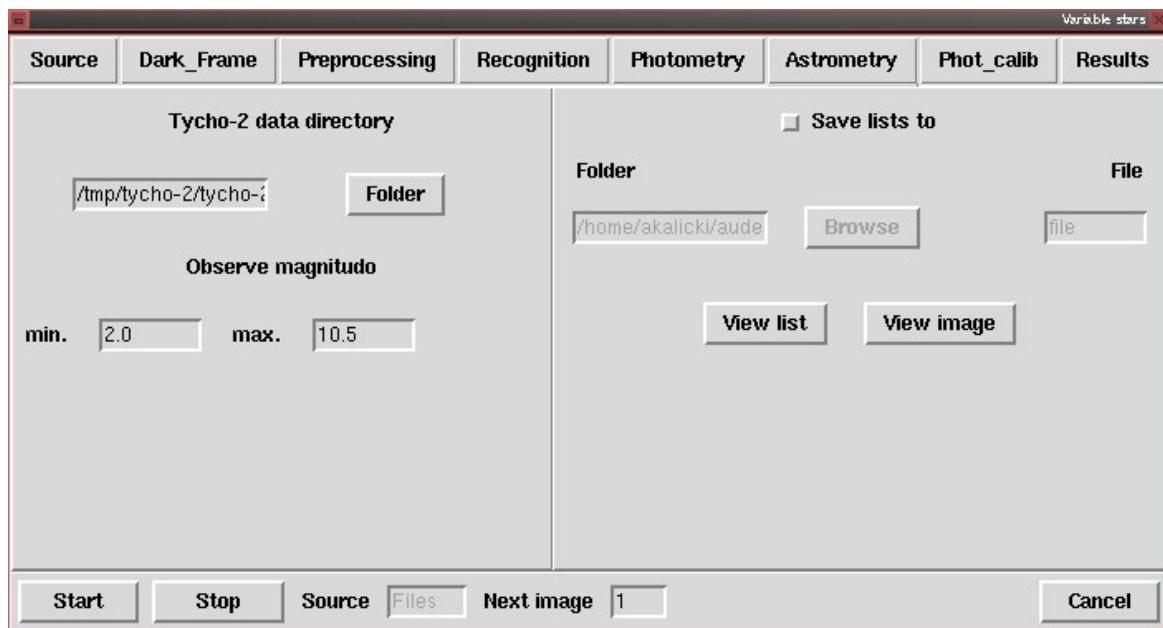 Variable stars
Source Dark_Frame Preprocessing Recognition Photometry Astrometry Phot_calib Results
Tycho-2 data directory
/tmp/tycho-2/tycho-2
Folder
Observe magnitudo
min. 2.0 max. 10.5
Save lists to
Folder File
/home/akalicki/aude Browse file
View list View image
Start Stop Source Files Next image 1 Cancel